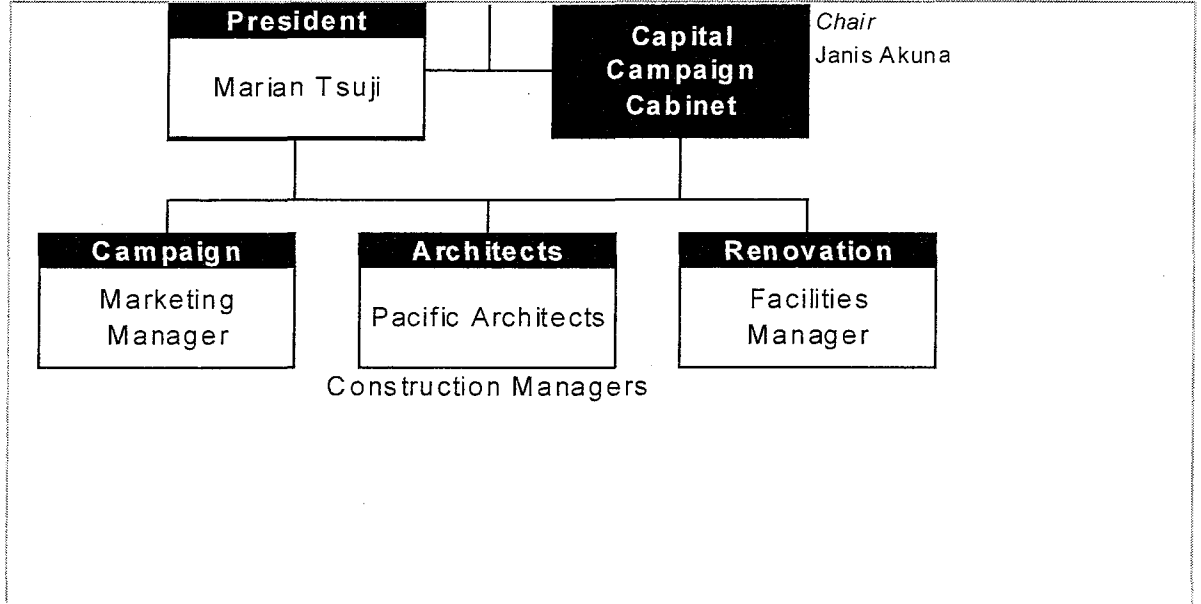 President
Marian Tsuji
Capital
Campaign
Cabinet
Chair
Janis Akuna
Campaign
Marketing
Manager
Architects
Pacific Architects
Construction Managers
Renovation
Facilities
Manager